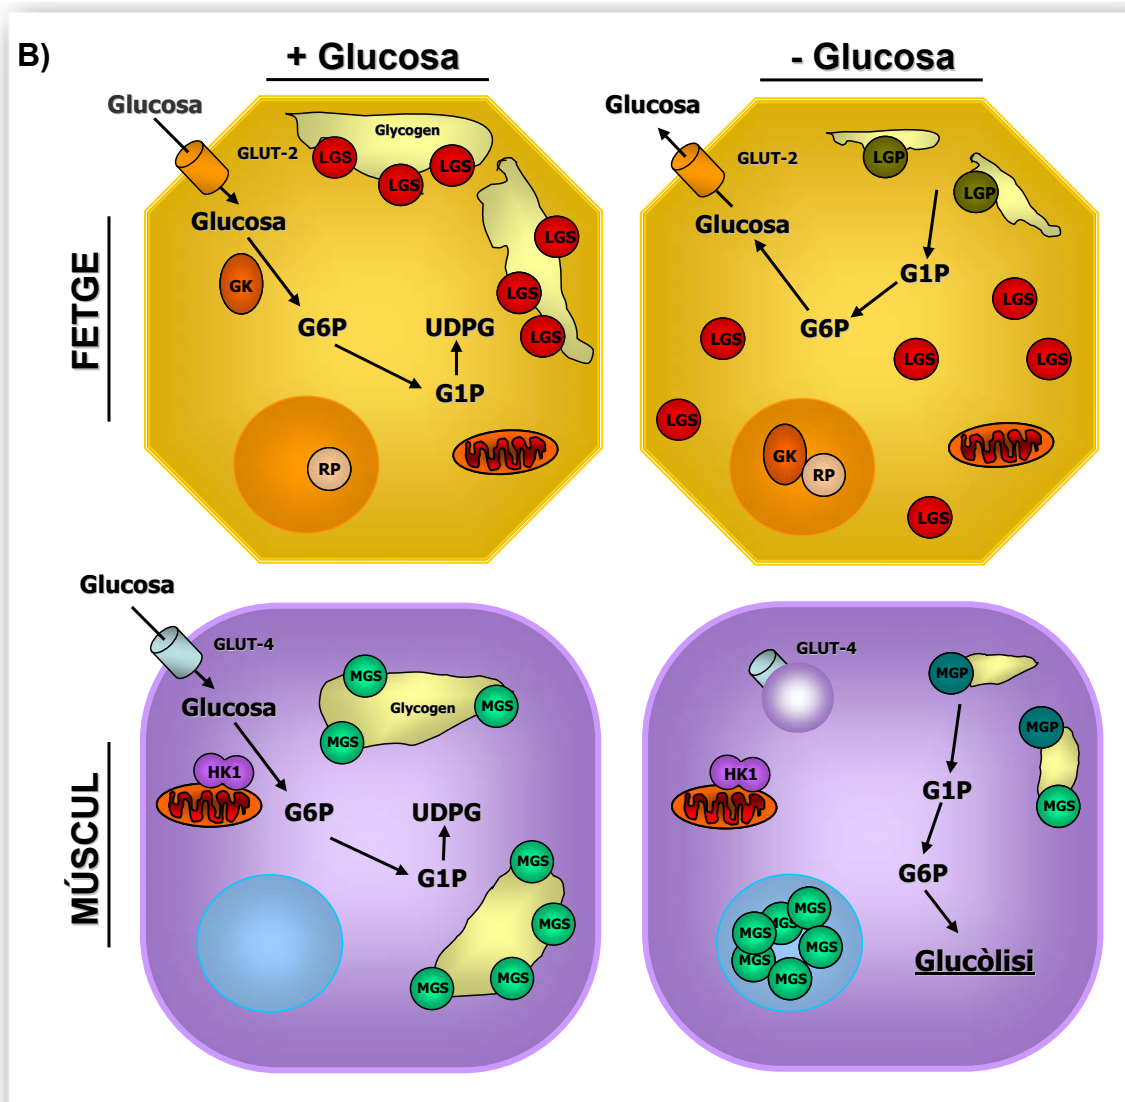 B)
+ Glucosa
- Glucosa
FETGE
Glucosa
GLUT-2
Glycogen
LGS
LGS
LGS
Glucosa
LGS
GK
LGS
G6P
UDPG
LGS
G1P
RP
Glucosa
GLUT-2
LGP
LGP
Glucosa
G1P
LGS
G6P
LGS
LGS
LGS
LGS
GK
RP
LGS
MÚSCUL
Glucosa
GLUT-4
MGS
Glucosa
Glycogen
MGS
MGS
HK1
G6P
UDPG
MGS
G1P
MGS
MGS
MGS
GLUT-4
MGP
MGP
HK1
G1P
MGS
G6P
MGS
MGS
MGS
MGS
MGS
MGS
Glucòlisi